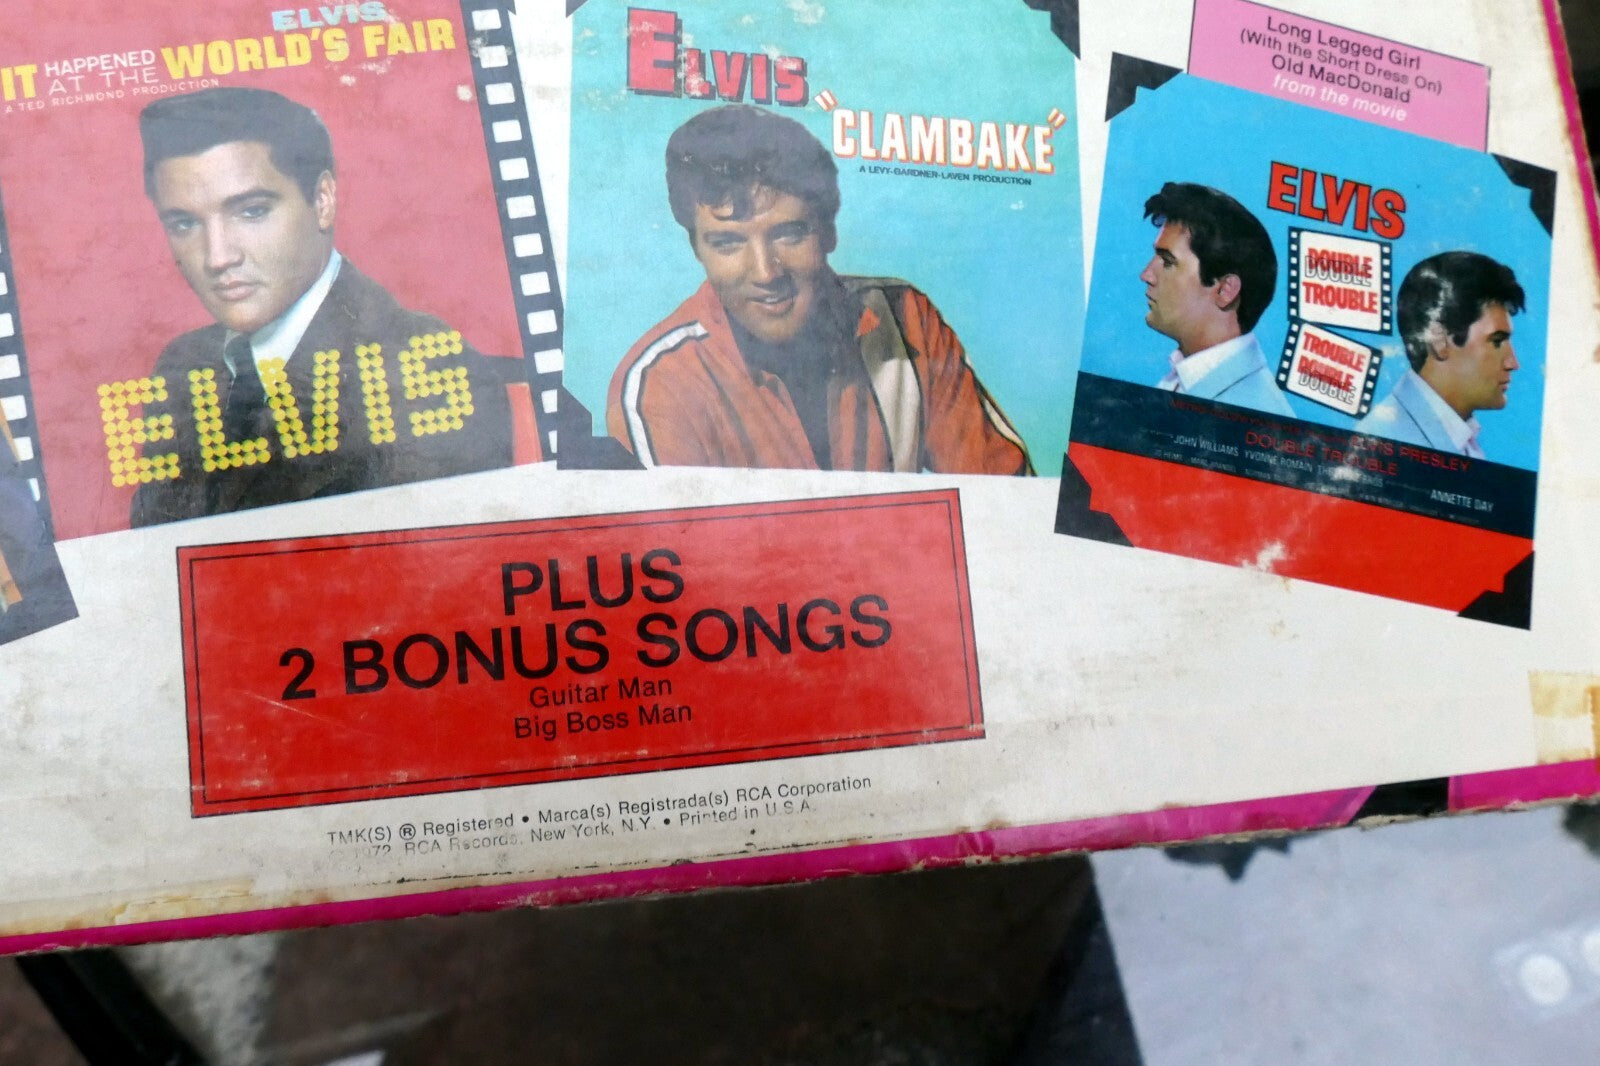 ELVIS
IT HAPPENED AT THE WORLD'S FAIR
A TED RICHMOND PRODUCTION
ELVIS
ELVIS
"CLAMBAKE"
A LEVY-GARDNER-LAVEN PRODUCTION
Long Legged Girl
(With the Short Dress On)
Old MacDonald
from the movie
ELVIS
DOUBLE
DOUBLE
TROUBLE
TROUBLE
DOUBLE
DOUBLE
ELVIS PRESLEY
DOUBLE TROUBLE
JOHN WILLIAMS YVONNE ROMAIN
ANNETTE DAY
PLUS
2 BONUS SONGS
Guitar Man
Big Boss Man
TMK(S) ® Registered • Marca(s) Registrada(s) RCA Corporation
1972 RCA Records, New York, N.Y. • Printed in U.S.A.